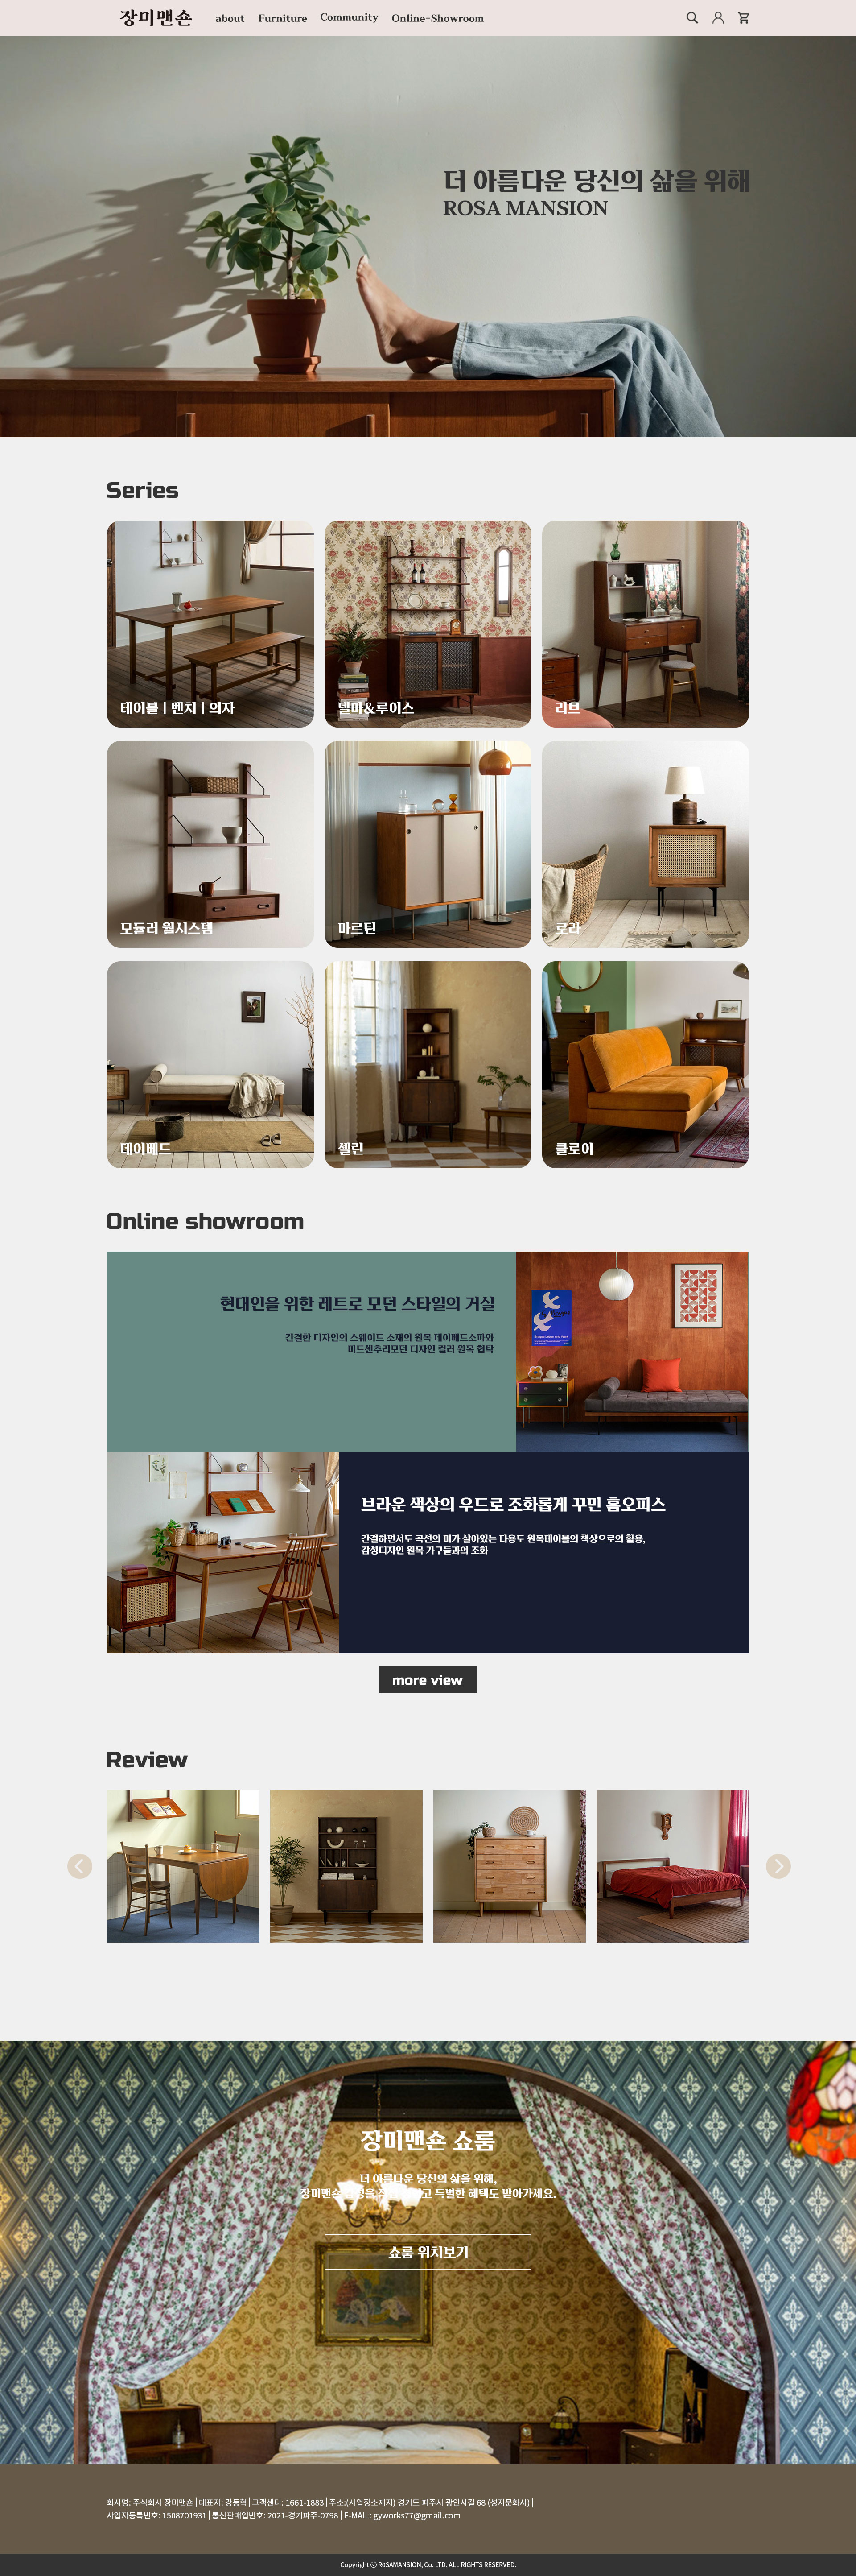 장미맨숀
about Furniture Community Online-Showroom
더 아름다운 당신의 삶을 위해
ROSA MANSION
Series
테이블 | 벤치 | 의자
델마&루이스
리브
모듈러 월시스템
마르틴
로라
데이베드
셀린
클로이
Online showroom
현대인을 위한 레트로 모던 스타일의 거실
간결한 디자인의 스웨이드 소재의 원목 데이베드소파와
미드센추리모던 디자인 컬러 원목 협탁
브라운 색상의 우드로 조화롭게 꾸민 홈오피스
간결하면서도 곡선의 미가 살아있는 다용도 원목테이블의 책상으로의 활용,
감성디자인 원목 가구들과의 조화
more view
Review
장미맨숀 쇼룸
더 아름다운 당신의 삶을 위해,
특별한 혜택도 받아가세요.
쇼룸 위치보기
회사명: 주식회사 장미맨숀 | 대표자: 강동혁 | 고객센터: 1661-1883 | 주소:(사업장소재지) 경기도 파주시 광인사길 68 (성지문화사) |
사업자등록번호: 1508701931 | 통신판매업번호: 2021-경기파주-0798 | E-MAIL: gyworks77@gmail.com
Copyright ⓒ R0SAMANSION, Co. LTD. ALL RIGHTS RESERVED.